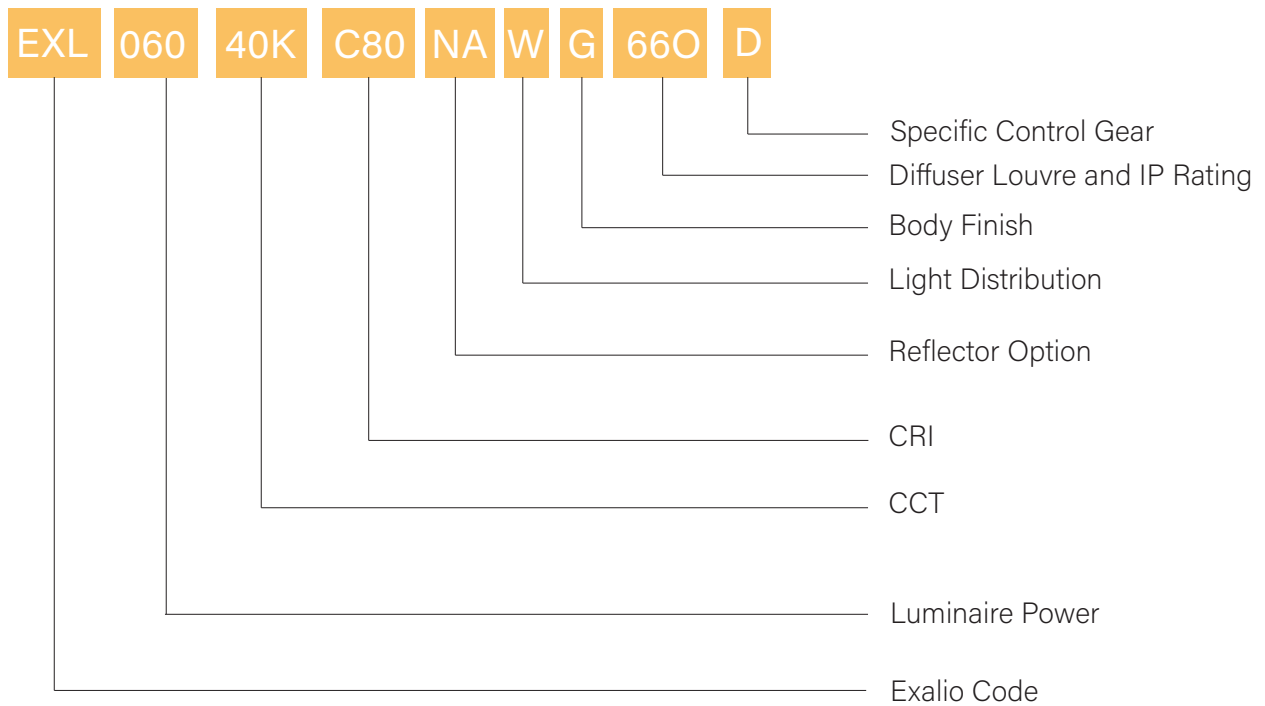 EXL 060 40K C80 NA W G 66O D
Specific Control Gear
Diffuser Louvre and IP Rating
Body Finish
Light Distribution
Reflector Option
CRI
CCT
Luminaire Power
Exalio Code